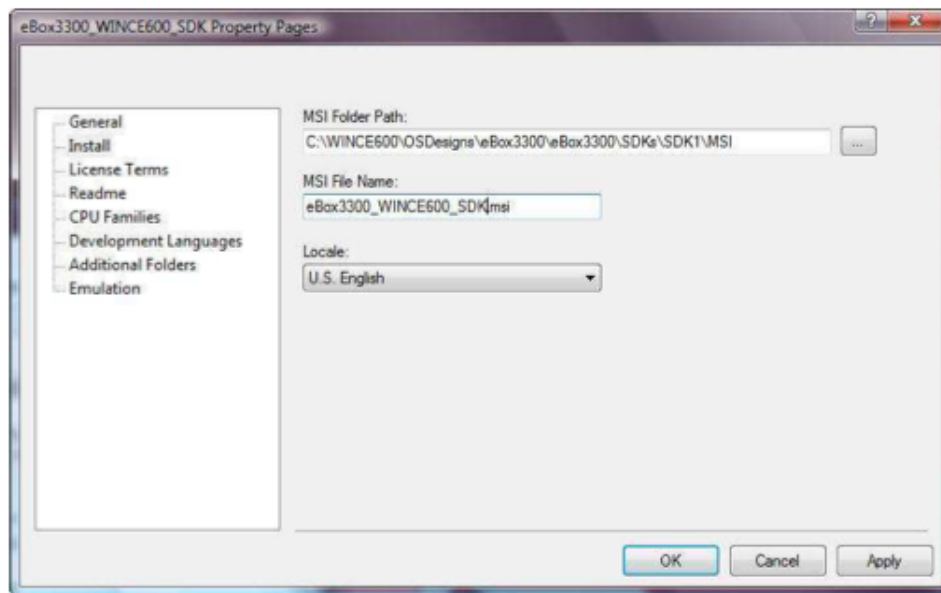 eBox3300_WINCE600_SDK Property Pages
General
Install
License Terms
Readme
CPU Families
Development Languages
Additional Folders
Emulation
MSI Folder Path:
C:\WINCE600\OSDesigns\eBox3300\eBox3300\SDKs\SDK1\MSI
...
MSI File Name:
eBox3300_WINCE600_SDK.msi
Locale:
U.S. English
OK
Cancel
Apply